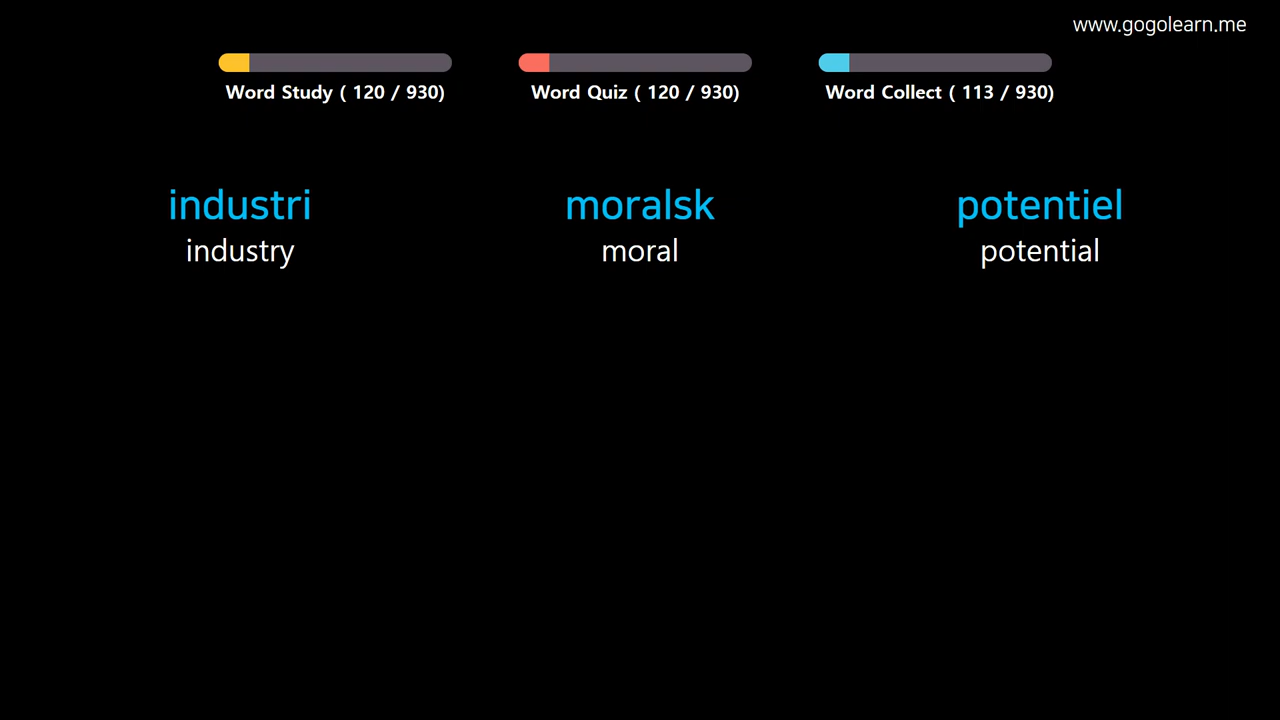 www.gogolearn.me
Word Study ( 120 / 930)
Word Quiz ( 120 / 930)
Word Collect ( 113 / 930)
industri
industry
moralsk
moral
potentiel
potential